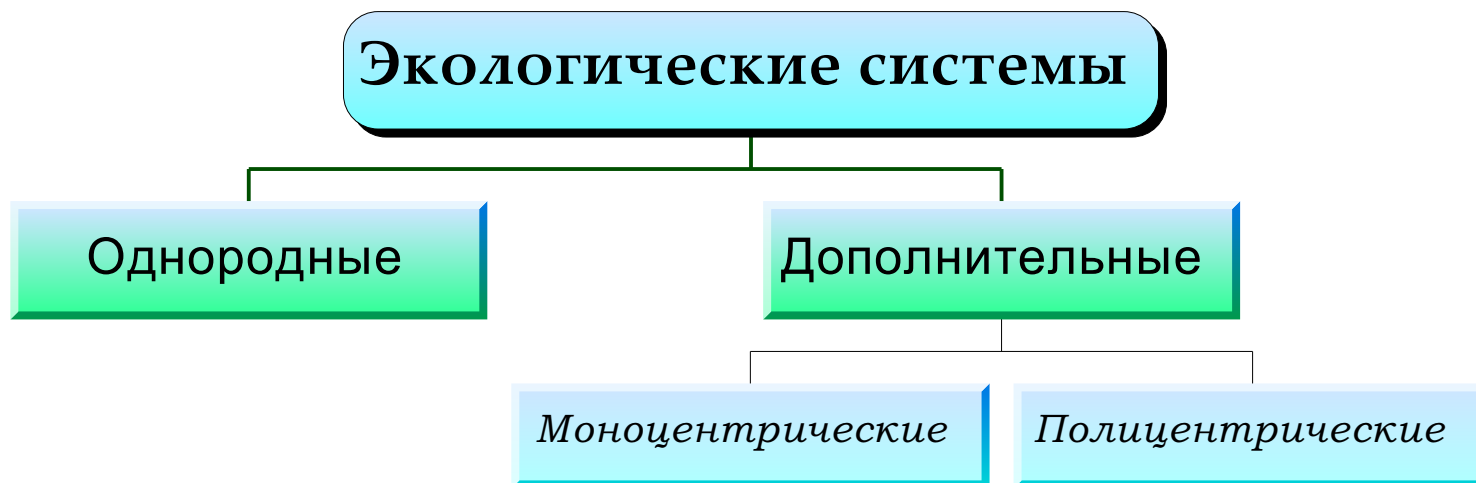 Экологические системы
Однородные
Дополнительные
Моноцентрические
Полицентрические